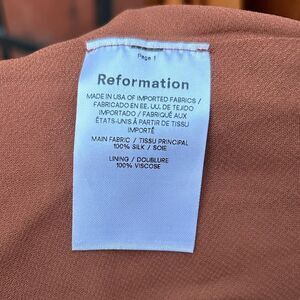 Page 1
Reformation
MADE IN USA OF IMPORTED FABRICS /
FABRICADO EN EE. UU. DE TEJIDO
IMPORTADO / FABRIQUÉ AUX
ÉTATS-UNIS À PARTIR DE TISSU
IMPORTÉ
MAIN FABRIC / TISSU PRINCIPAL
100% SILK / SOIE
LINING / DOUBLURE
100% VISCOSE